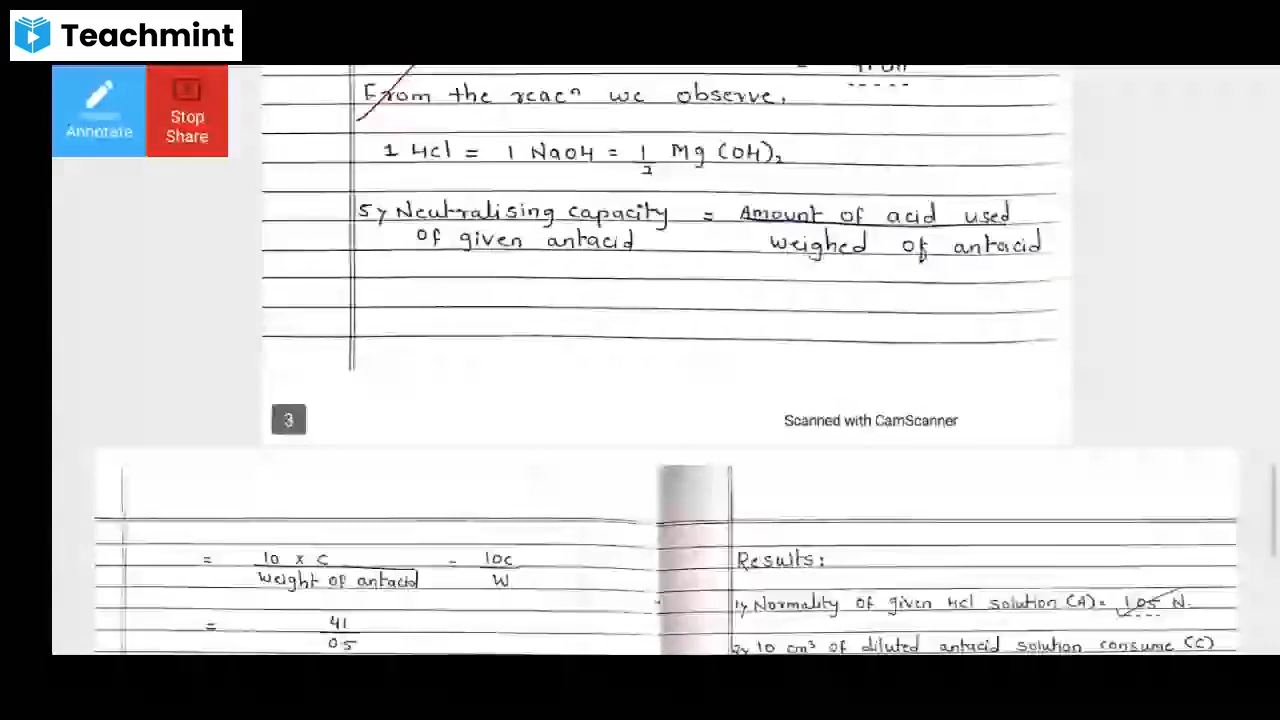 Teachmint
Annotate
Stop
Share
From the reacⁿ we observe,
1 HCl = 1 NaOH = 1/2 Mg(OH)₂
5) Neutralising capacity = Amount of acid used
of given antacid weighed of antacid
3
Scanned with CamScanner
= 10 x C / weight of antacid = 10C / W
= 41 / 0.5
Results:
1) Normality of given HCl solution (A) = 1.05 N.
2) 10 cm³ of diluted antacid solution consume (C)